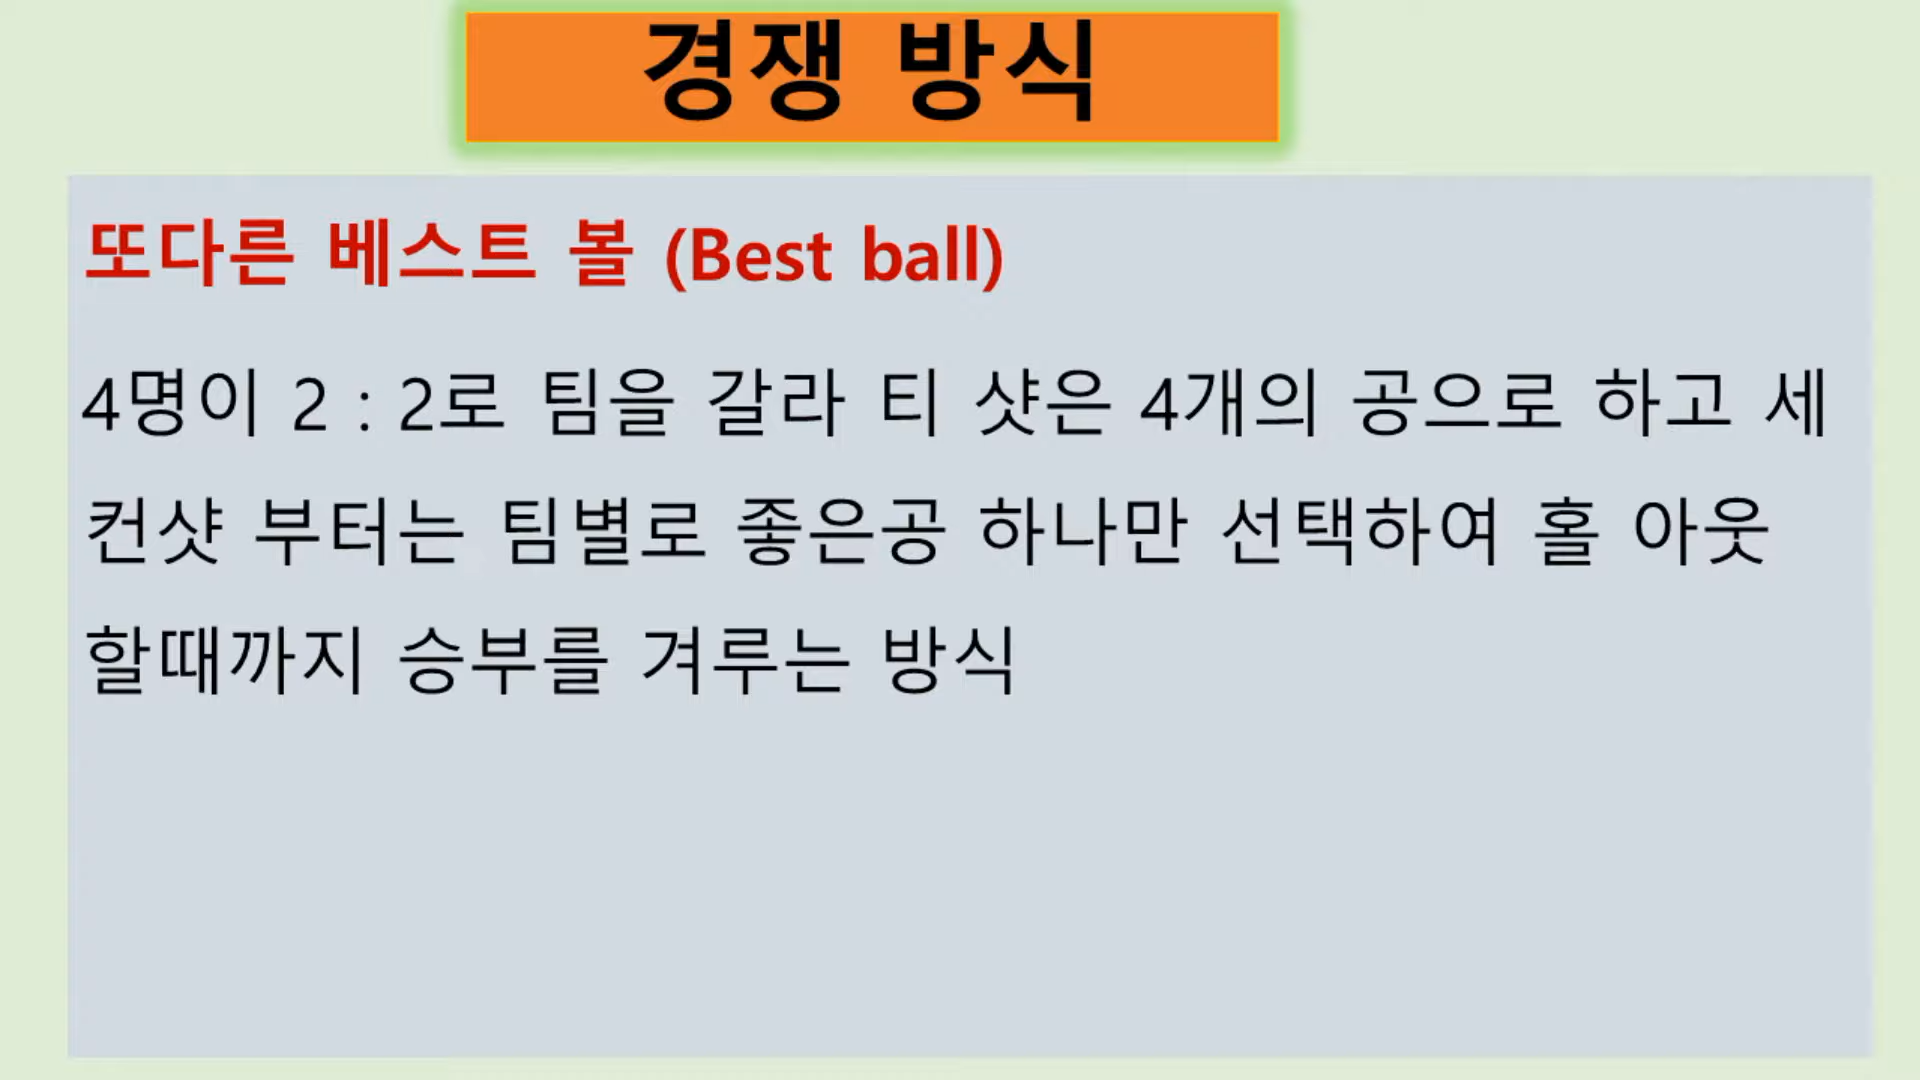 경쟁 방식
또다른 베스트 볼 (Best ball)
4명이 2 : 2로 팀을 갈라 티 샷은 4개의 공으로 하고 세
컨샷 부터는 팀별로 좋은공 하나만 선택하여 홀 아웃
할때까지 승부를 겨루는 방식